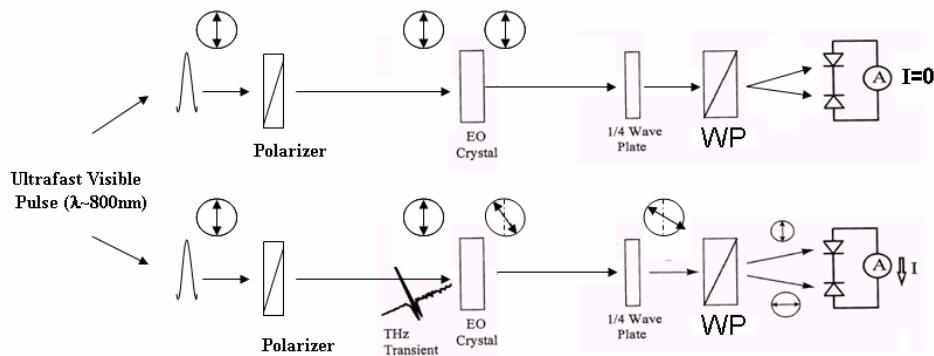 A
I=0
EO
Crystal
1/4 Wave
Plate
WP
Polarizer
Ultrafast Visible
Pulse (λ~800nm)
A
I
THz
Transient
EO
Crystal
1/4 Wave
Plate
WP
Polarizer